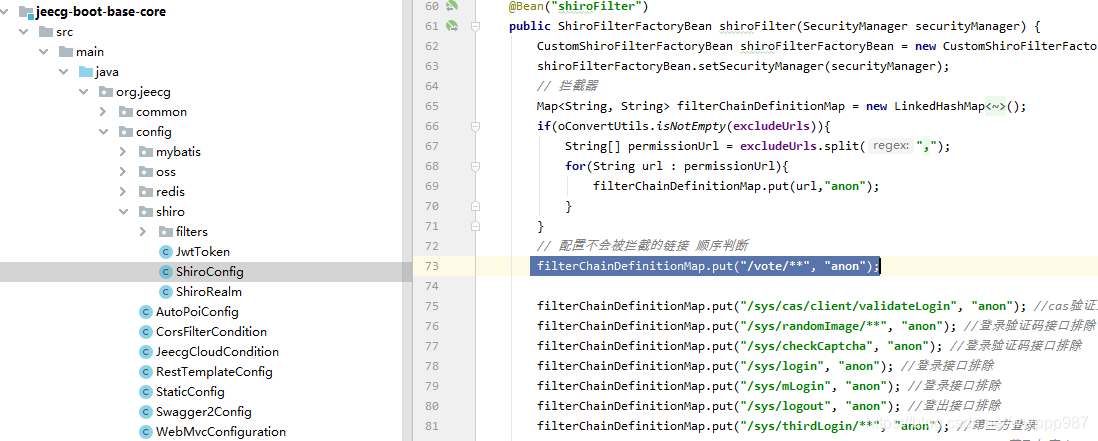 jeecg-boot-base-core
src
main
java
org.jeecg
common
config
mybatis
oss
redis
shiro
filters
JwtToken
ShiroConfig
ShiroRealm
AutoPoiConfig
CorsFilterCondition
JeecgCloudCondition
RestTemplateConfig
StaticConfig
Swagger2Config
WebMvcConfiguration
60 @Bean("shiroFilter")
61 public ShiroFilterFactoryBean shiroFilter(SecurityManager securityManager) {
62 CustomShiroFilterFactoryBean shiroFilterFactoryBean = new CustomShiroFilterFacto
63 shiroFilterFactoryBean.setSecurityManager(securityManager);
64 // 拦截器
65 Map<String, String> filterChainDefinitionMap = new LinkedHashMap<~>();
66 if(oConvertUtils.isNotEmpty(excludeUrls)){
67 String[] permissionUrl = excludeUrls.split( regex: ",");
68 for(String url : permissionUrl){
69 filterChainDefinitionMap.put(url,"anon");
70 }
71 }
72 // 配置不会被拦截的链接 顺序判断
73 filterChainDefinitionMap.put("/vote/**", "anon");
74
75 filterChainDefinitionMap.put("/sys/cas/client/validateLogin", "anon"); //cas验证
76 filterChainDefinitionMap.put("/sys/randomImage/**", "anon"); //登录验证码接口排除
77 filterChainDefinitionMap.put("/sys/checkCaptcha", "anon"); //登录验证码接口排除
78 filterChainDefinitionMap.put("/sys/login", "anon"); //登录接口排除
79 filterChainDefinitionMap.put("/sys/mLogin", "anon"); //登录接口排除
80 filterChainDefinitionMap.put("/sys/logout", "anon"); //登出接口排除
81 filterChainDefinitionMap.put("/sys/thirdLogin/**", "anon"); //第三方登录